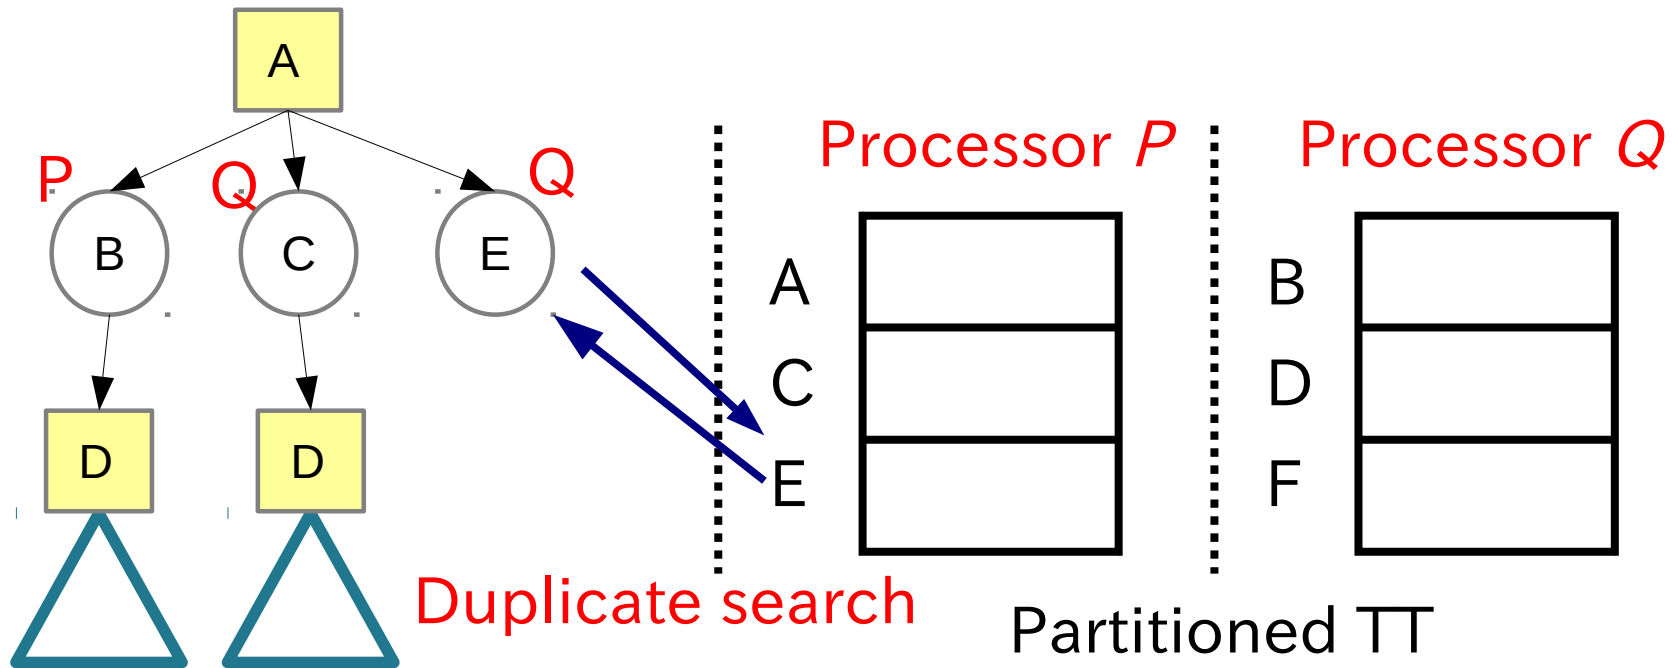 A
P
Q
Q
B
C
E
D
D
Duplicate search
Processor P
Processor Q
A
C
E
B
D
F
Partitioned TT